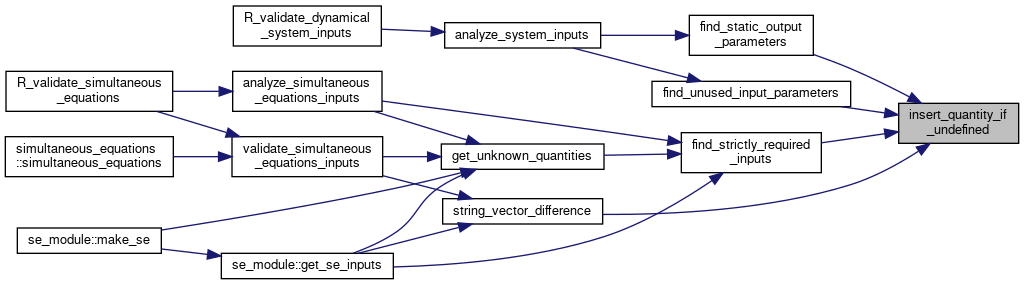 R_validate_dynamical
_system_inputs
analyze_system_inputs
find_static_output
_parameters
R_validate_simultaneous
_equations
analyze_simultaneous
_equations_inputs
find_unused_input_parameters
insert_quantity_if
_undefined
simultaneous_equations
::simultaneous_equations
validate_simultaneous
_equations_inputs
get_unknown_quantities
find_strictly_required
_inputs
string_vector_difference
se_module::make_se
se_module::get_se_inputs